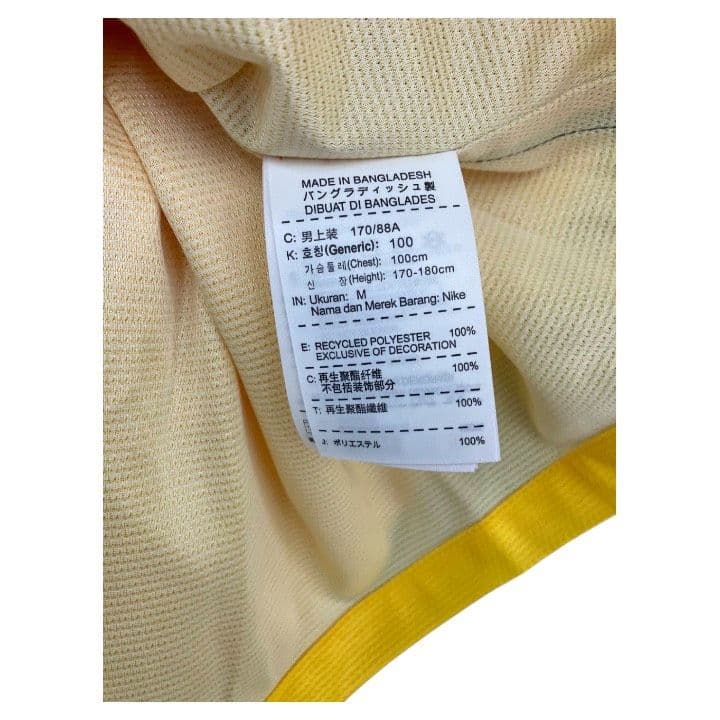 MADE IN BANGLADESH
バングラディッシュ製
DIBUAT DI BANGLADES
C: 男上装 170/88A
K: 호칭(Generic): 100
가슴둘레(Chest): 100cm
신 장(Height): 170-180cm
IN: Ukuran: M
Nama dan Merek Barang: Nike
E: RECYCLED POLYESTER 100%
EXCLUSIVE OF DECORATION
C: 再生聚酯纤维 100%
不包括装饰部分
T: 再生聚酯纖維 100%
J: ポリエステル 100%